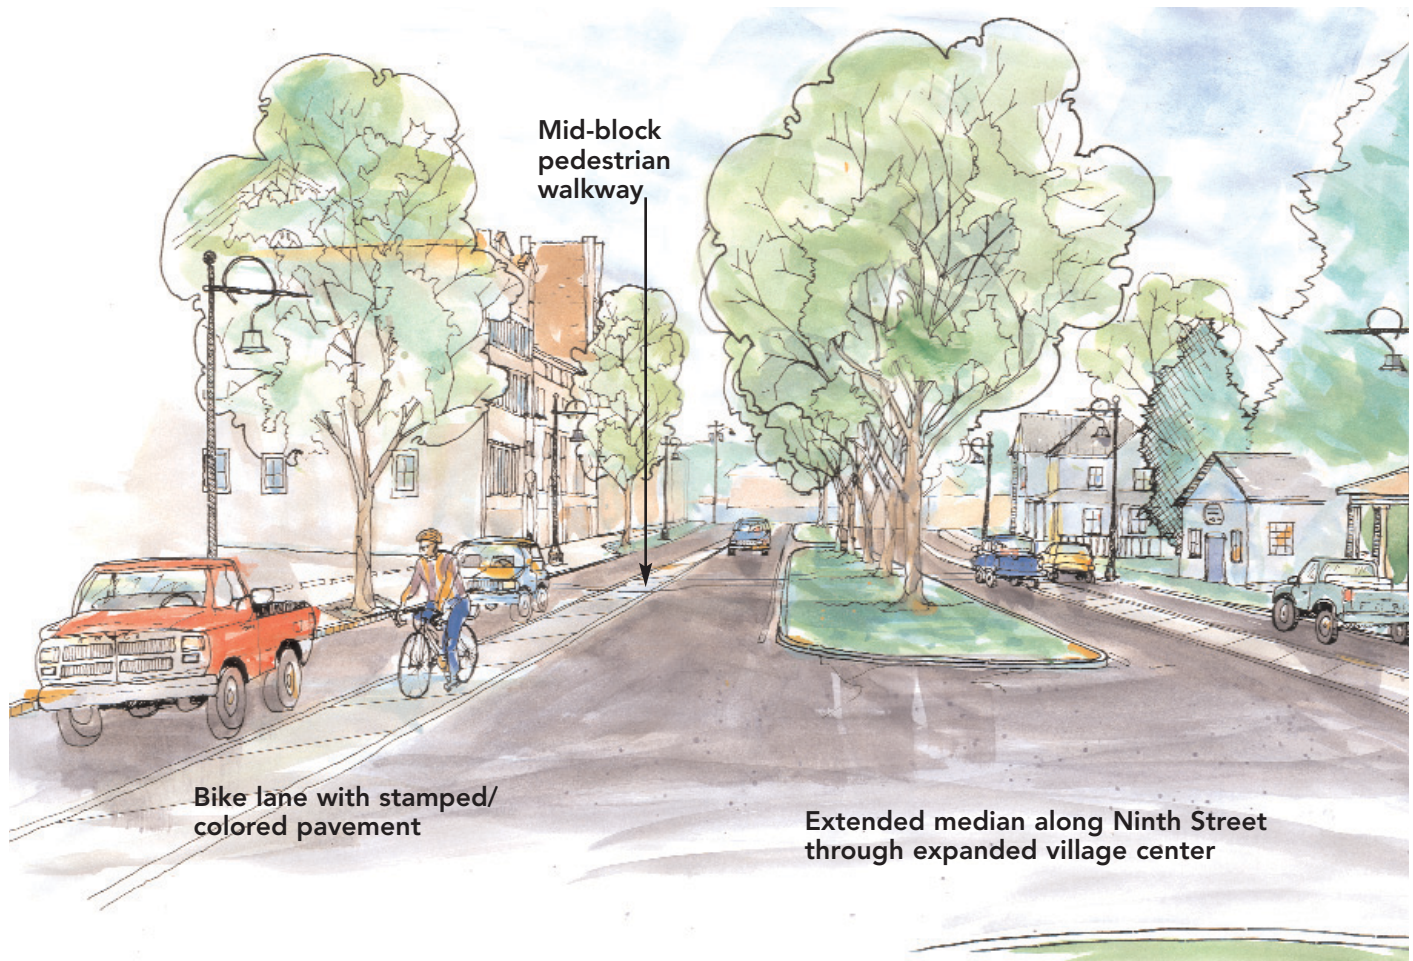 Mid-block
pedestrian
walkway
Bike lane with stamped/
colored pavement
Extended median along Ninth Street
through expanded village center